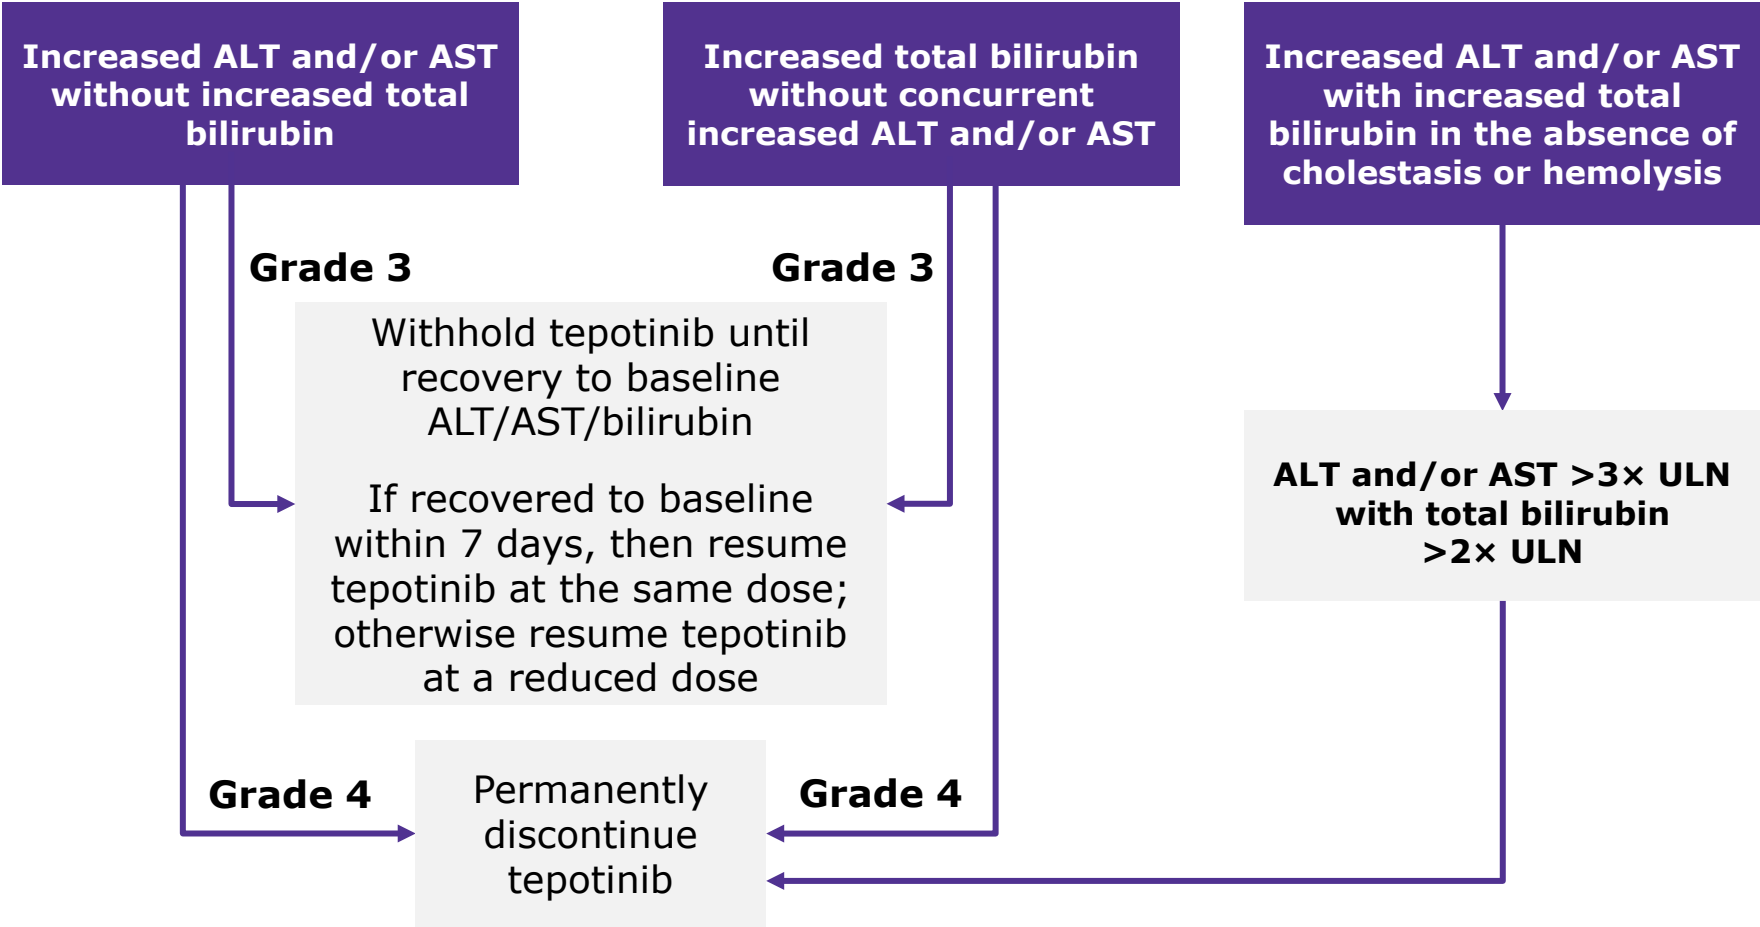 Increased ALT and/or AST
without increased total
bilirubin
Increased total bilirubin
without concurrent
increased ALT and/or AST
Increased ALT and/or AST
with increased total
bilirubin in the absence of
cholestasis or hemolysis
Grade 3
Grade 3
Withhold tepotinib until
recovery to baseline
ALT/AST/bilirubin
If recovered to baseline
within 7 days, then resume
tepotinib at the same dose;
otherwise resume tepotinib
at a reduced dose
ALT and/or AST >3× ULN
with total bilirubin
>2× ULN
Grade 4
Permanently
discontinue
tepotinib
Grade 4